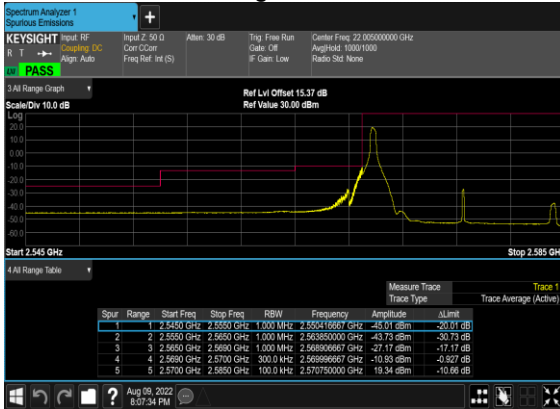 Spectrum Analyzer 1
Spurious Emissions
KEYSIGHT Input: RF Input Z: 50 Ω Atten: 30 dB Trig: Free Run Center Freq: 22.005000000 GHz
R T Coupling: DC Corr CCorr Gate: Off Avg|Hold: 1000/1000
Align: Auto Freq Ref: Int (S) IF Gain: Low Radio Std: None
PASS
3 All Range Graph
Ref Lvl Offset 15.37 dB
Scale/Div 10.0 dB Ref Value 30.00 dBm
Log
20.0
10.0
0.00
-10.0
-20.0
-30.0
-40.0
-50.0
-60.0
Start 2.545 GHz Stop 2.585 GH
4 All Range Table
Measure Trace Trace 1
Trace Type Trace Average (Active)
Spur Range Start Freq Stop Freq RBW Frequency Amplitude ΔLimit
1 1 2.5450 GHz 2.5550 GHz 1.000 MHz 2.550416667 GHz -45.01 dBm -20.01 dB
2 2 2.5550 GHz 2.5650 GHz 1.000 MHz 2.563850000 GHz -43.73 dBm -30.73 dB
3 3 2.5650 GHz 2.5690 GHz 1.000 MHz 2.568906667 GHz -27.17 dBm -17.17 dB
4 4 2.5690 GHz 2.5700 GHz 300.0 kHz 2.569996667 GHz -10.93 dBm -0.927 dB
5 5 2.5700 GHz 2.5850 GHz 100.0 kHz 2.570750000 GHz 19.34 dBm -10.66 dB
? Aug 09, 2022
8:07:34 PM